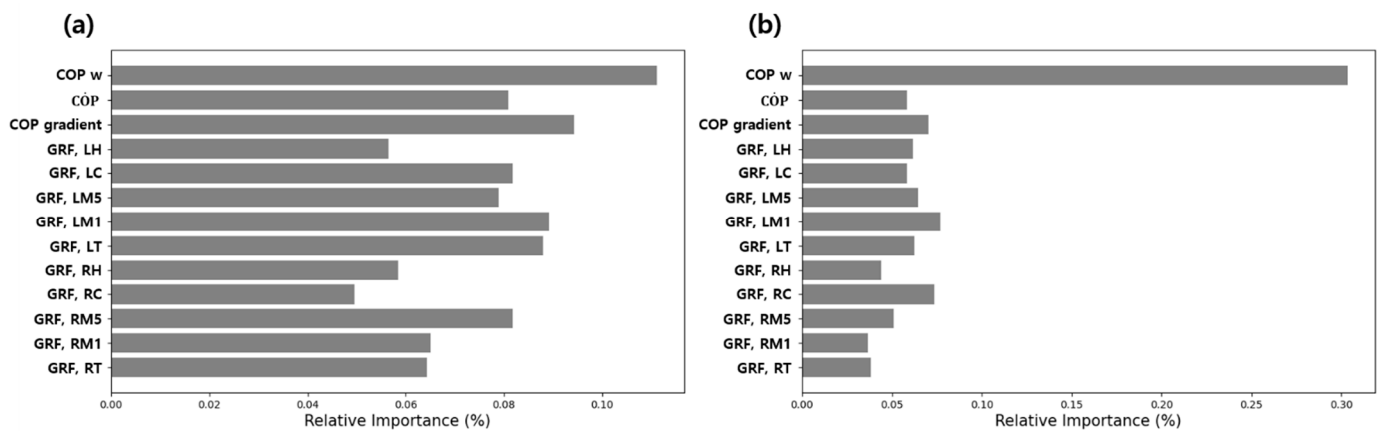 (a)
COP w
CȮP
COP gradient
GRF, LH
GRF, LC
GRF, LM5
GRF, LM1
GRF, LT
GRF, RH
GRF, RC
GRF, RM5
GRF, RM1
GRF, RT
0.00 0.02 0.04 0.06 0.08 0.10
Relative Importance (%)
(b)
COP w
CȮP
COP gradient
GRF, LH
GRF, LC
GRF, LM5
GRF, LM1
GRF, LT
GRF, RH
GRF, RC
GRF, RM5
GRF, RM1
GRF, RT
0.00 0.05 0.10 0.15 0.20 0.25 0.30
Relative Importance (%)